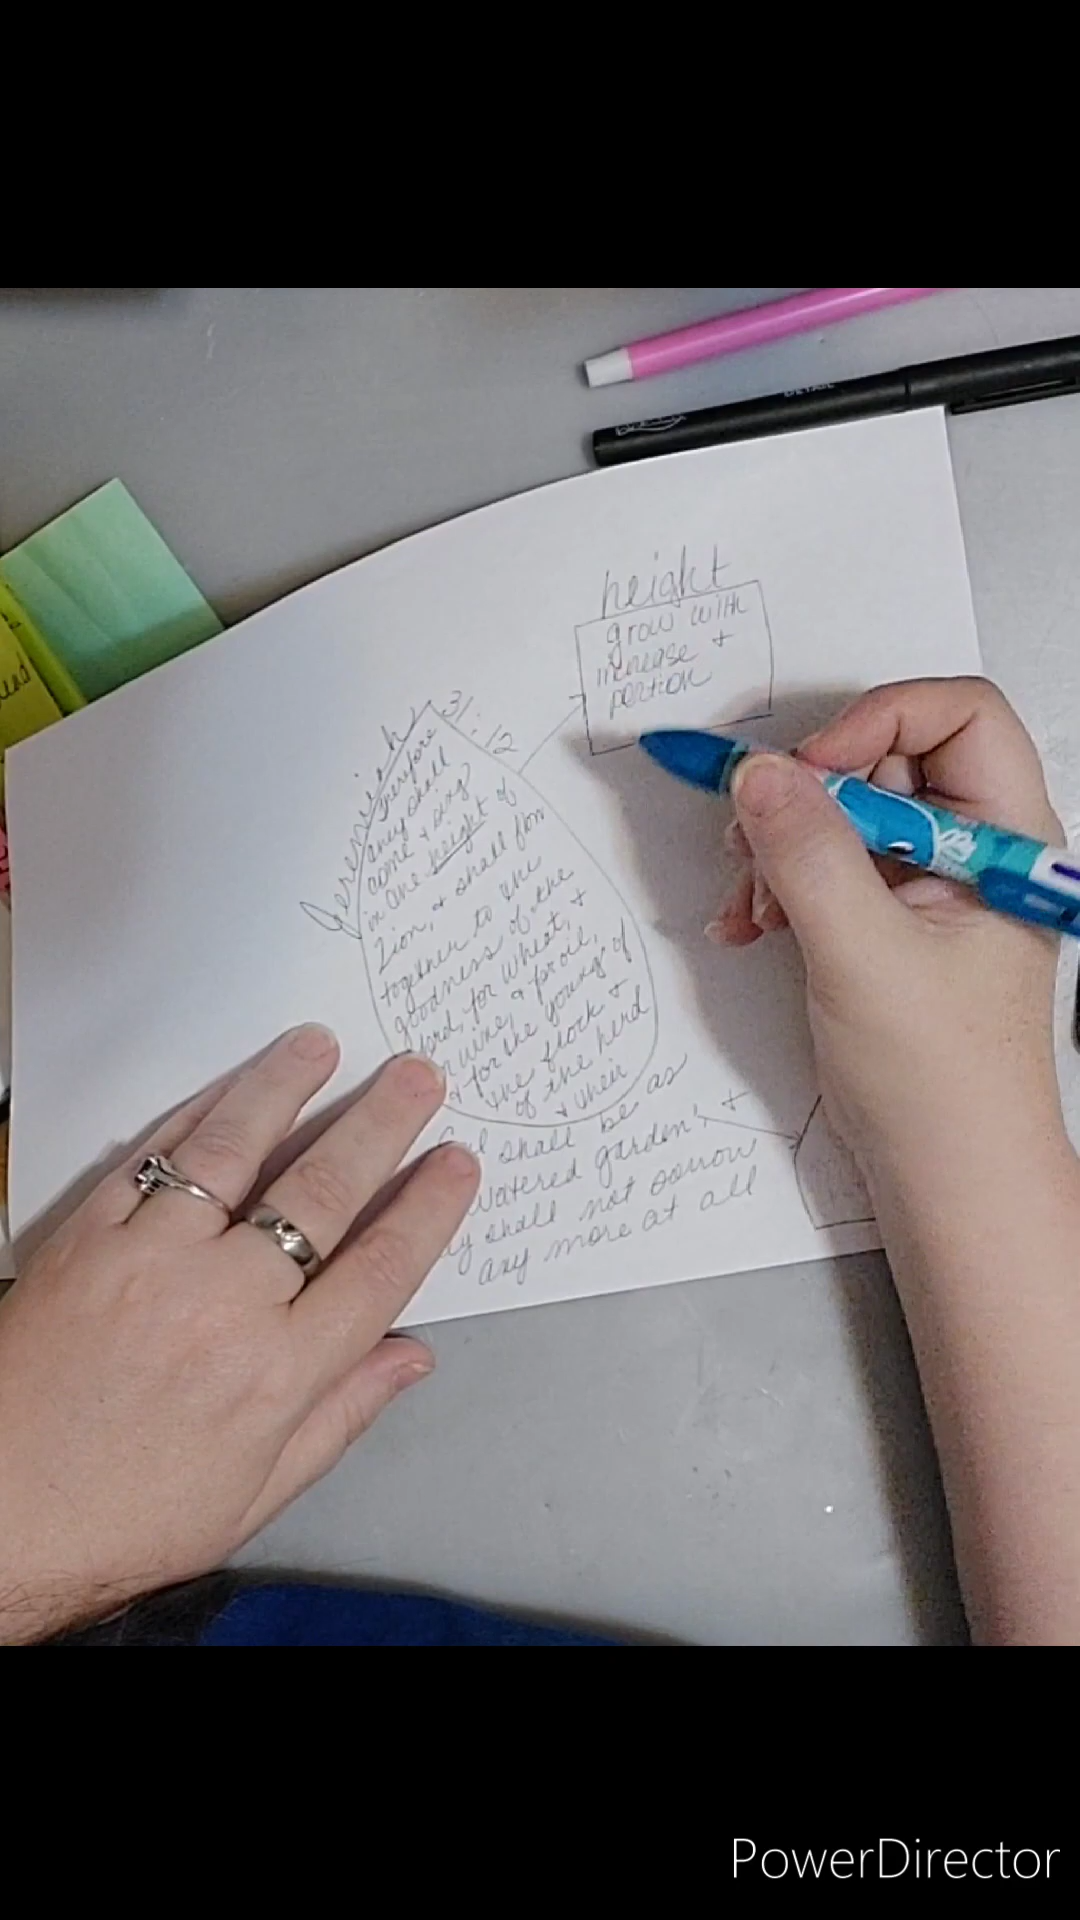 DETAIL
height
grow with
increase +
portion
Jeremiah 31:12
Therefore
they shall
come + sing
in the height of
Zion, + shall flow
together to the
goodness of the
lord, for wheat, +
wine, + for oil,
+ for the young of
the flock +
of the herd
+ their
shall be as
watered garden; +
shall not sorrow
any more at all
PowerDirector